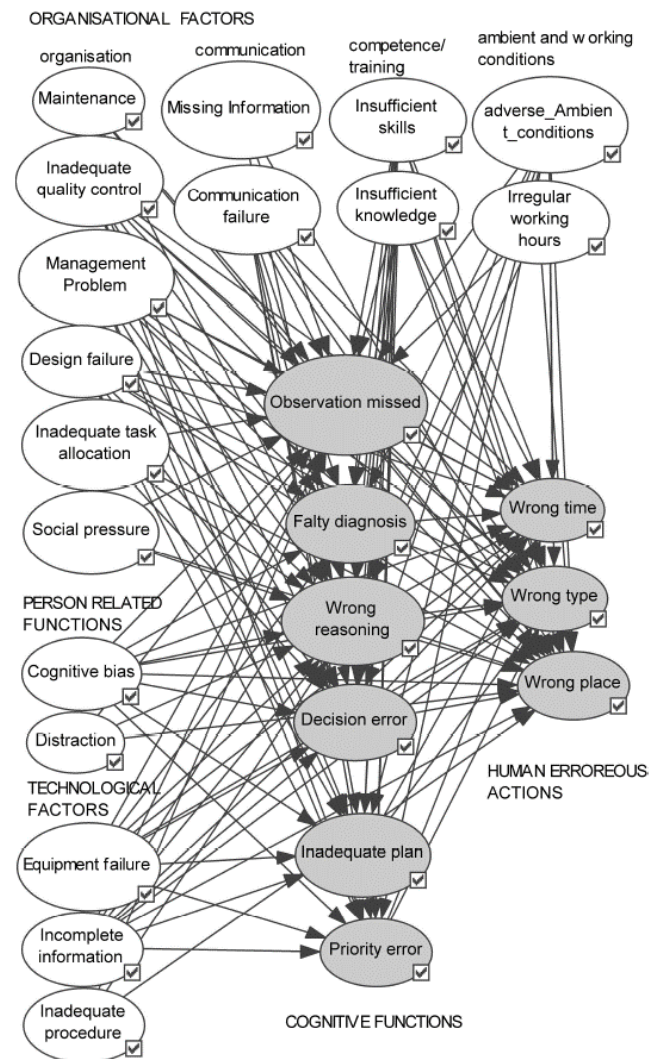 ORGANISATIONAL FACTORS
organisation
communication
competence/
training
ambient and working
conditions
Maintenance
Missing Information
Insufficient
skills
adverse_Ambien
t_conditions
Inadequate
quality control
Communication
failure
Insufficient
knowledge
Irregular
working
hours
Management
Problem
Design failure
Observation missed
Inadequate task
allocation
Social pressure
Falty diagnosis
Wrong time
PERSON RELATED
FUNCTIONS
Wrong
reasoning
Wrong type
Cognitive bias
Wrong place
Distraction
Decision error
TECHNOLOGICAL
FACTORS
HUMAN ERROREOUS
ACTIONS
Equipment failure
Inadequate plan
Incomplete
information
Priority error
Inadequate
procedure
COGNITIVE FUNCTIONS